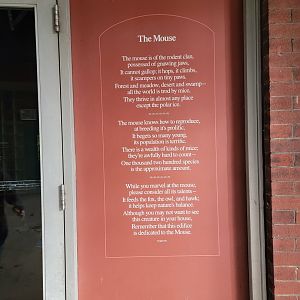 The Mouse
The mouse is of the rodent clan,
possessed of gnawing jaws,
It cannot gallop; it hops, it climbs,
it scampers on tiny paws.
Forest and meadow, desert and swamp—
all the world is trod by mice,
They thrive in almost any place
except the polar ice.
The mouse knows how to reproduce,
at breeding it's prolific.
It begets so many young,
its population is terrific.
There is a wealth of kinds of mice;
they're awfully hard to count—
One thousand two hundred species
is the approximate amount.
While you marvel at the mouse,
please consider all its talents—
It feeds the fox, the owl, and hawk;
it helps keep nature's balance.
Although you may not want to see
this creature in your house,
Remember that this edifice
is dedicated to the Mouse.